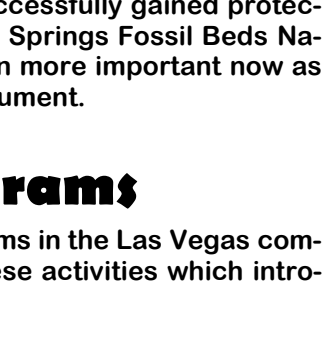 ccessfully gained protec-
Springs Fossil Beds Na-
n more important now as
ument.
rams
ms in the Las Vegas com-
ese activities which intro-